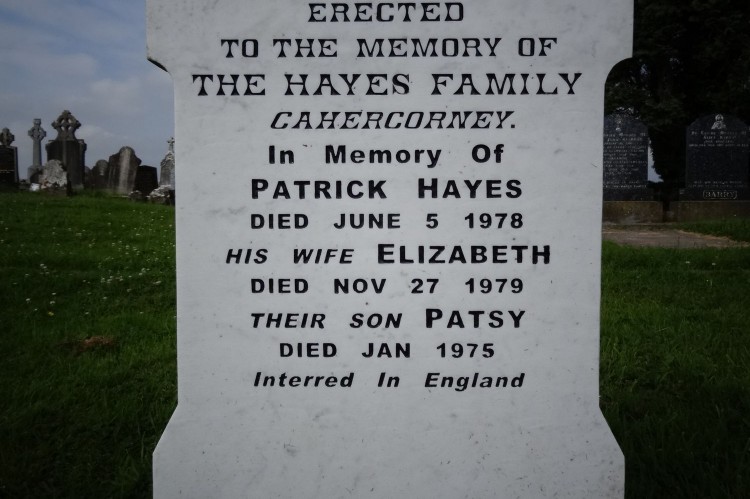 ERECTED
TO THE MEMORY OF
THE HAYES FAMILY
CAHERCORNEY.
In Memory Of
PATRICK HAYES
DIED JUNE 5 1978
HIS WIFE ELIZABETH
DIED NOV 27 1979
THEIR SON PATSY
DIED JAN 1975
Interred In England